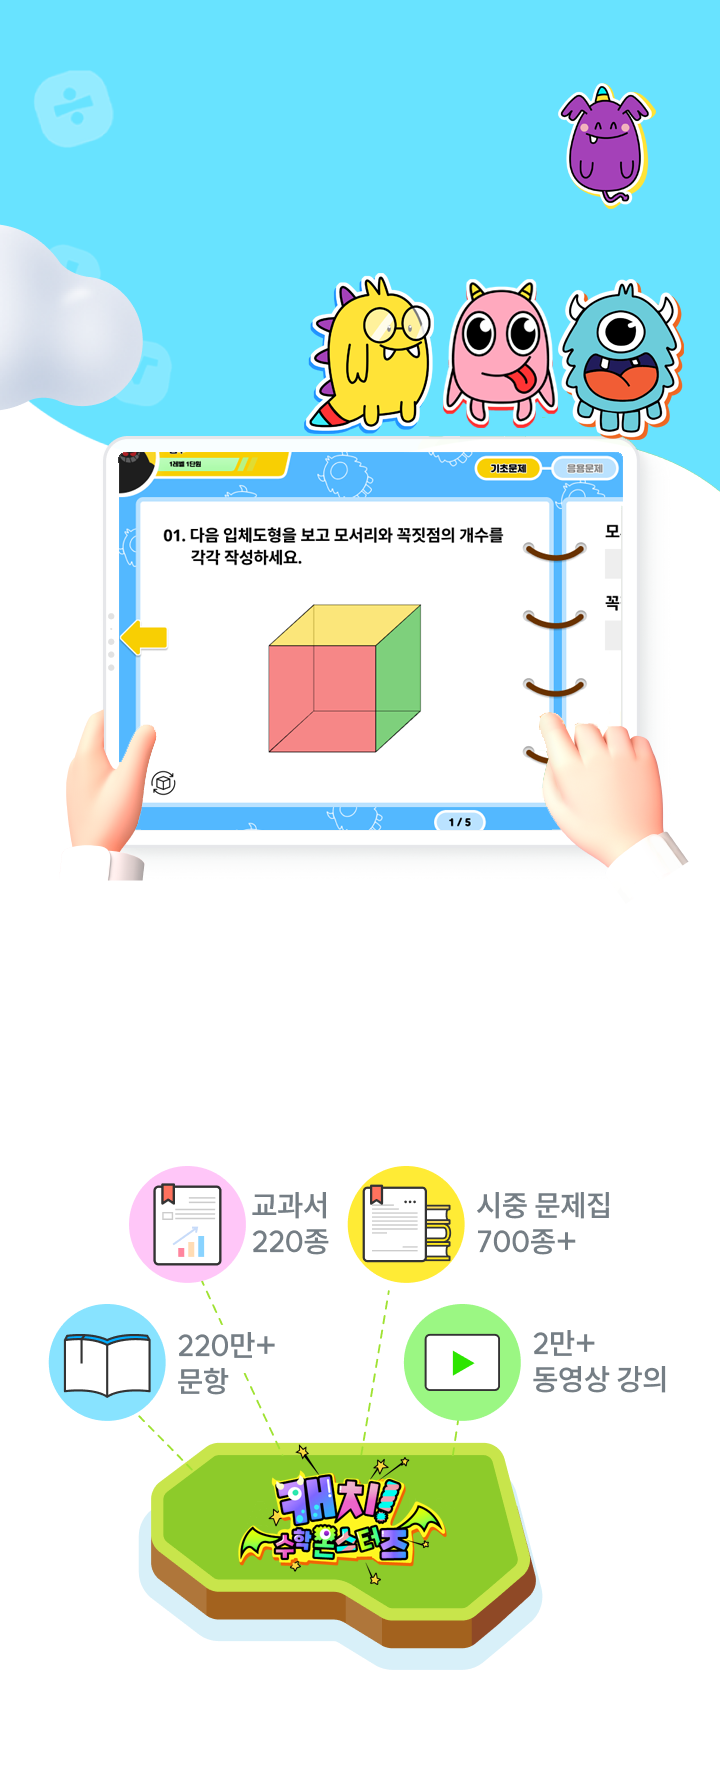 1레벨 1단원
기초문제
응용문제
01. 다음 입체도형을 보고 모서리와 꼭짓점의 개수를
각각 작성하세요.
모
꼭
1 / 5
교과서
220종
시중 문제집
700종+
220만+
문항
2만+
동영상 강의
캐치!
수학몬스터즈